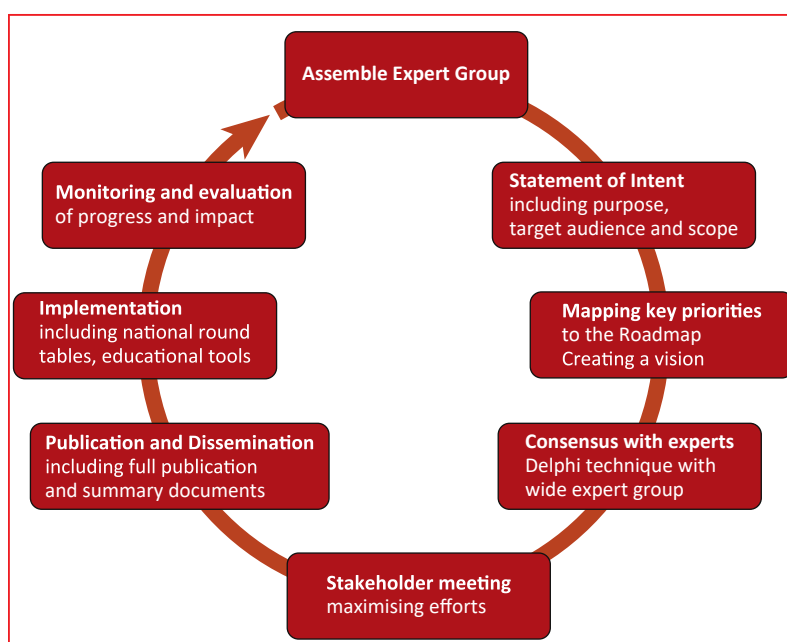 Assemble Expert Group
Statement of Intent
including purpose,
target audience and scope
Mapping key priorities
to the Roadmap
Creating a vision
Consensus with experts
Delphi technique with
wide expert group
Stakeholder meeting
maximising efforts
Publication and Dissemination
including full publication
and summary documents
Implementation
including national round
tables, educational tools
Monitoring and evaluation
of progress and impact